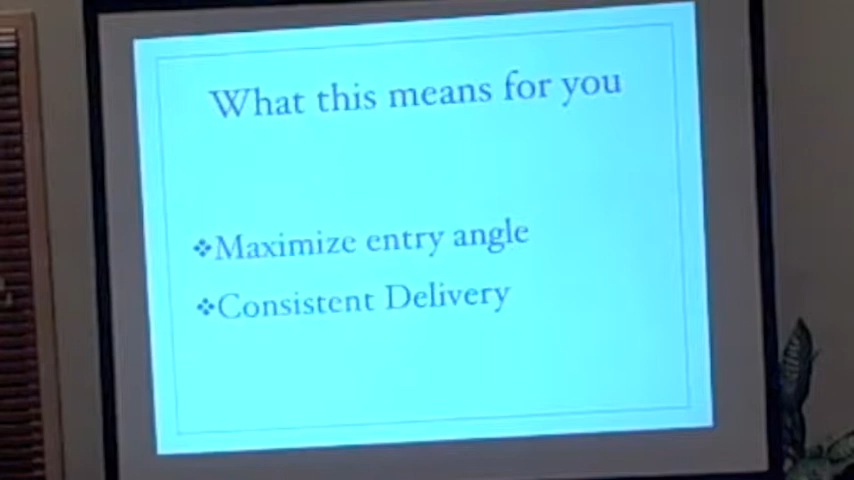 What this means for you
❖Maximize entry angle
❖Consistent Delivery